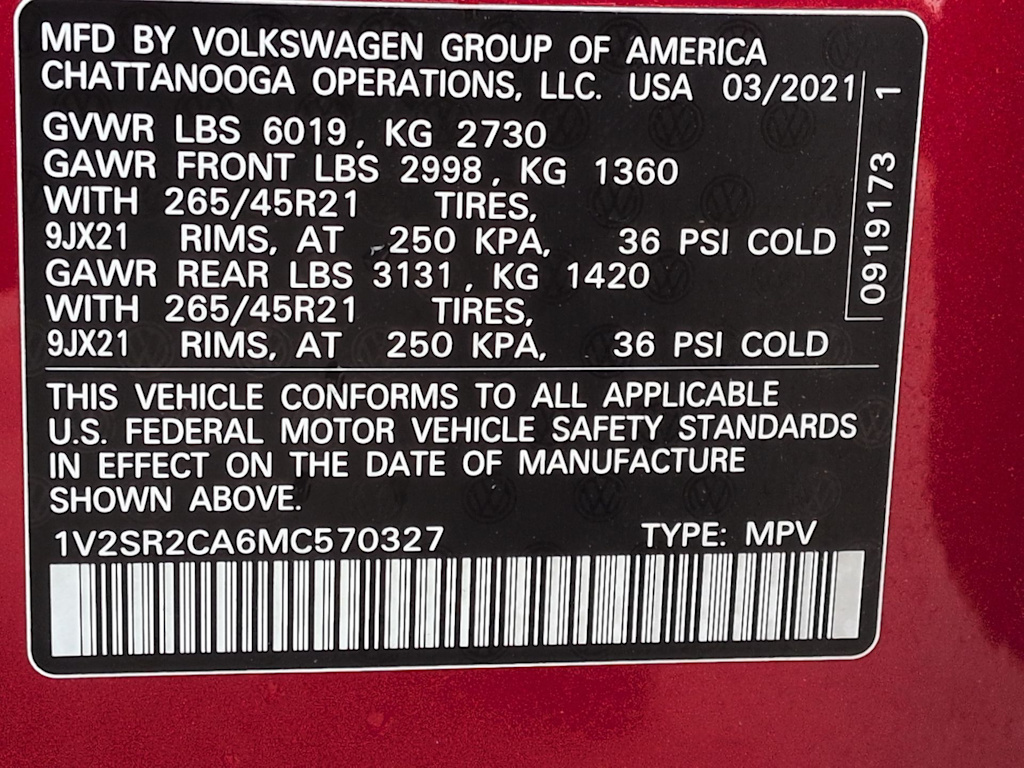 MFD BY VOLKSWAGEN GROUP OF AMERICA
CHATTANOOGA OPERATIONS, LLC. USA 03/2021
GVWR LBS 6019, KG 2730
GAWR FRONT LBS 2998, KG 1360
WITH 265/45R21 TIRES,
9JX21 RIMS, AT 250 KPA, 36 PSI COLD
GAWR REAR LBS 3131, KG 1420
WITH 265/45R21 TIRES,
9JX21 RIMS, AT 250 KPA, 36 PSI COLD
0919173 1
THIS VEHICLE CONFORMS TO ALL APPLICABLE
U.S. FEDERAL MOTOR VEHICLE SAFETY STANDARDS
IN EFFECT ON THE DATE OF MANUFACTURE
SHOWN ABOVE.
1V2SR2CA6MC570327 TYPE: MPV